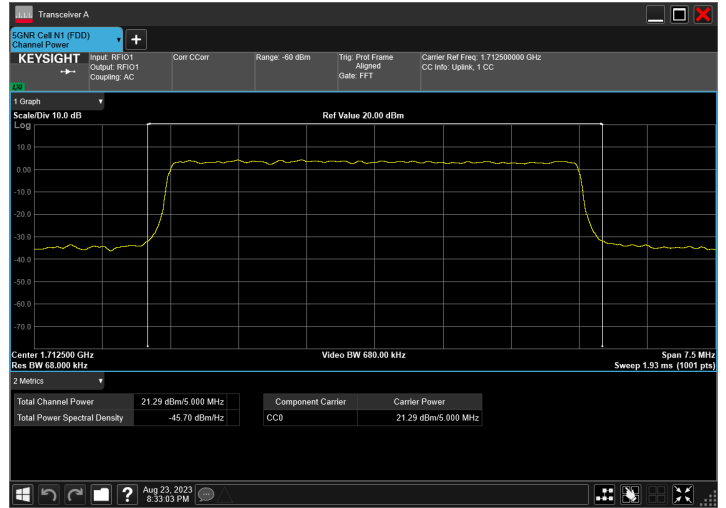 Transceiver A
5GNR Cell N1 (FDD)
Channel Power
KEYSIGHT
LXI
Input: RFIO1
Output: RFIO1
Coupling: AC
Corr CCorr
Range: -60 dBm
Trig: Prot Frame
Aligned
Gate: FFT
Carrier Ref Freq: 1.712500000 GHz
CC Info: Uplink, 1 CC
1 Graph
Scale/Div 10.0 dB
Ref Value 20.00 dBm
Log
10.0
0.00
-10.0
-20.0
-30.0
-40.0
-50.0
-60.0
-70.0
Center 1.712500 GHz
Video BW 680.00 kHz
Span 7.5 MHz
Res BW 68.000 kHz
Sweep 1.93 ms (1001 pts)
2 Metrics
Total Channel Power 21.29 dBm/5.000 MHz
Total Power Spectral Density -45.70 dBm/Hz
Component Carrier Carrier Power
CC0 21.29 dBm/5.000 MHz
Aug 23, 2023
8:33:03 PM